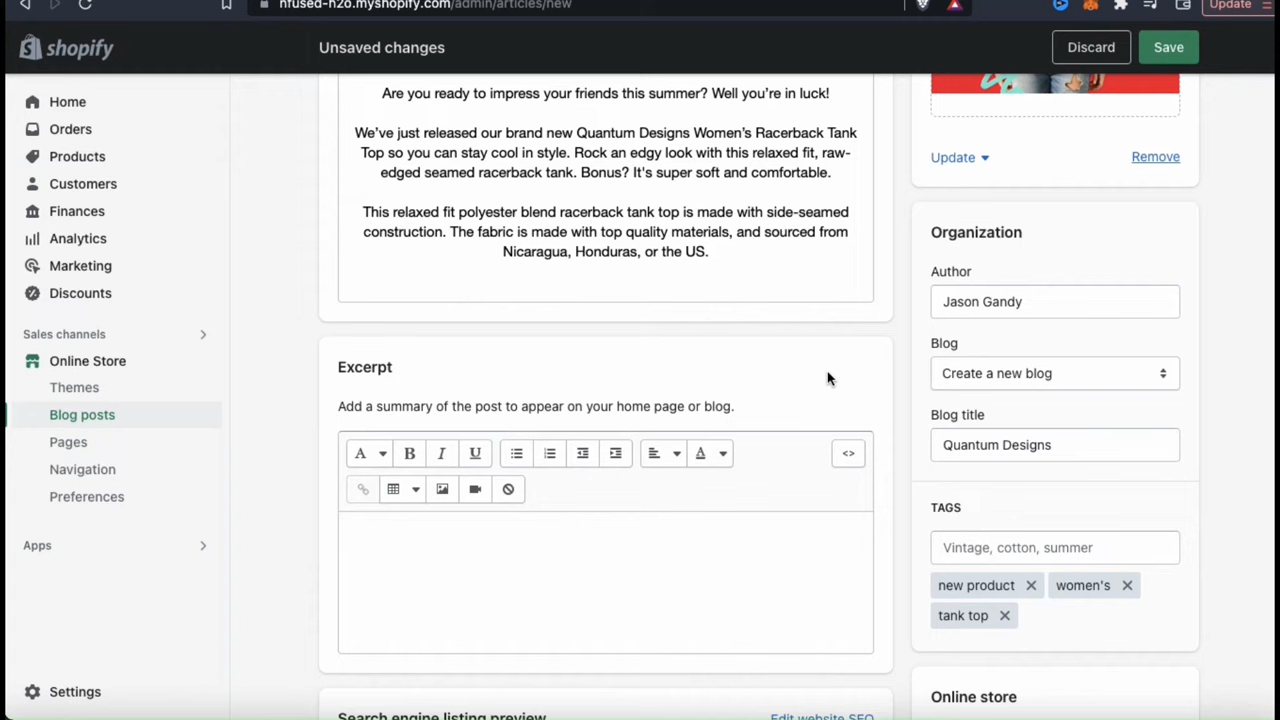 nfused-h2o.myshopify.com/admin/articles/new
Update
shopify
Unsaved changes
Discard
Save
Home
Orders
Products
Customers
Finances
Analytics
Marketing
Discounts
Sales channels
Online Store
Themes
Blog posts
Pages
Navigation
Preferences
Apps
Settings
Are you ready to impress your friends this summer? Well you're in luck!
We've just released our brand new Quantum Designs Women's Racerback Tank
Top so you can stay cool in style. Rock an edgy look with this relaxed fit, raw-
edged seamed racerback tank. Bonus? It's super soft and comfortable.
This relaxed fit polyester blend racerback tank top is made with side-seamed
construction. The fabric is made with top quality materials, and sourced from
Nicaragua, Honduras, or the US.
Excerpt
Add a summary of the post to appear on your home page or blog.
A B I U A <>
Search engine listing preview
Edit website SEO
Update
Remove
Organization
Author
Jason Gandy
Blog
Create a new blog
Blog title
Quantum Designs
TAGS
Vintage, cotton, summer
new product women's
tank top
Online store